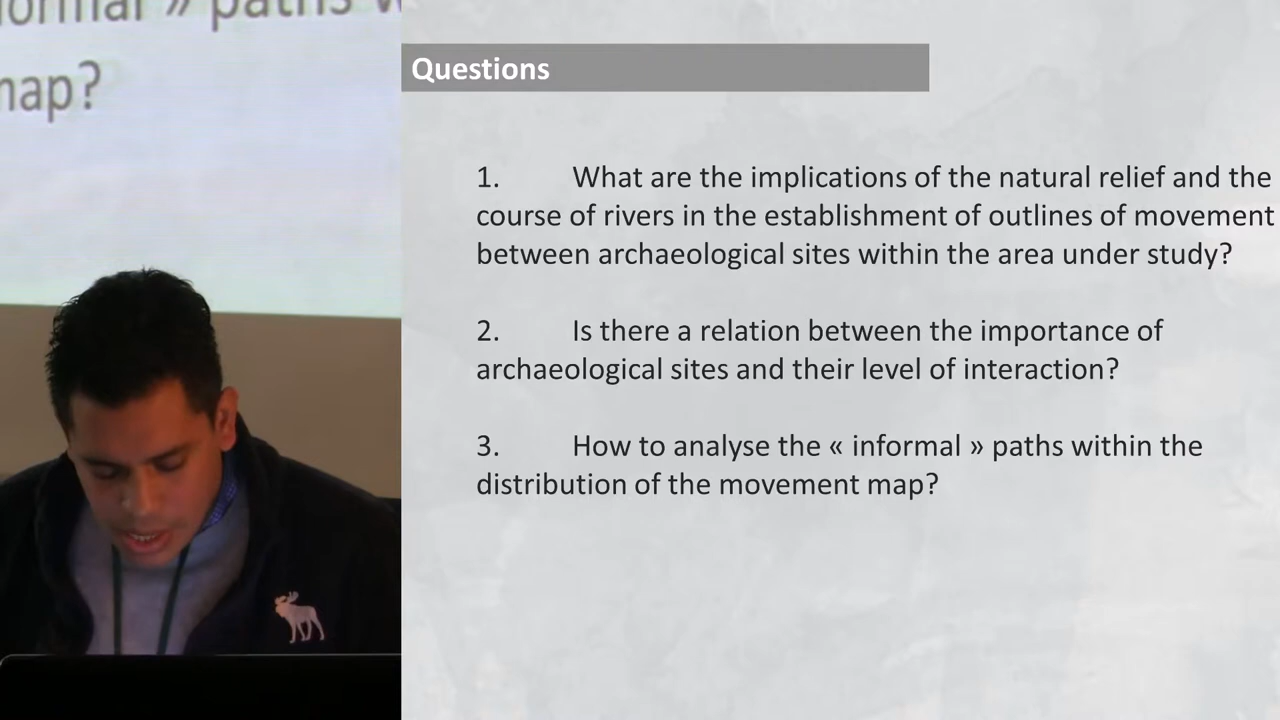 paths
map?
Questions
1. What are the implications of the natural relief and the
course of rivers in the establishment of outlines of movement
between archaeological sites within the area under study?
2. Is there a relation between the importance of
archaeological sites and their level of interaction?
3. How to analyse the « informal » paths within the
distribution of the movement map?